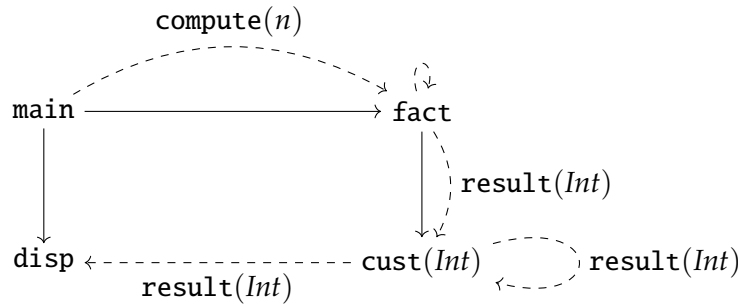 compute(n)
main
fact
result(Int)
disp
cust(Int)
result(Int)
result(Int)